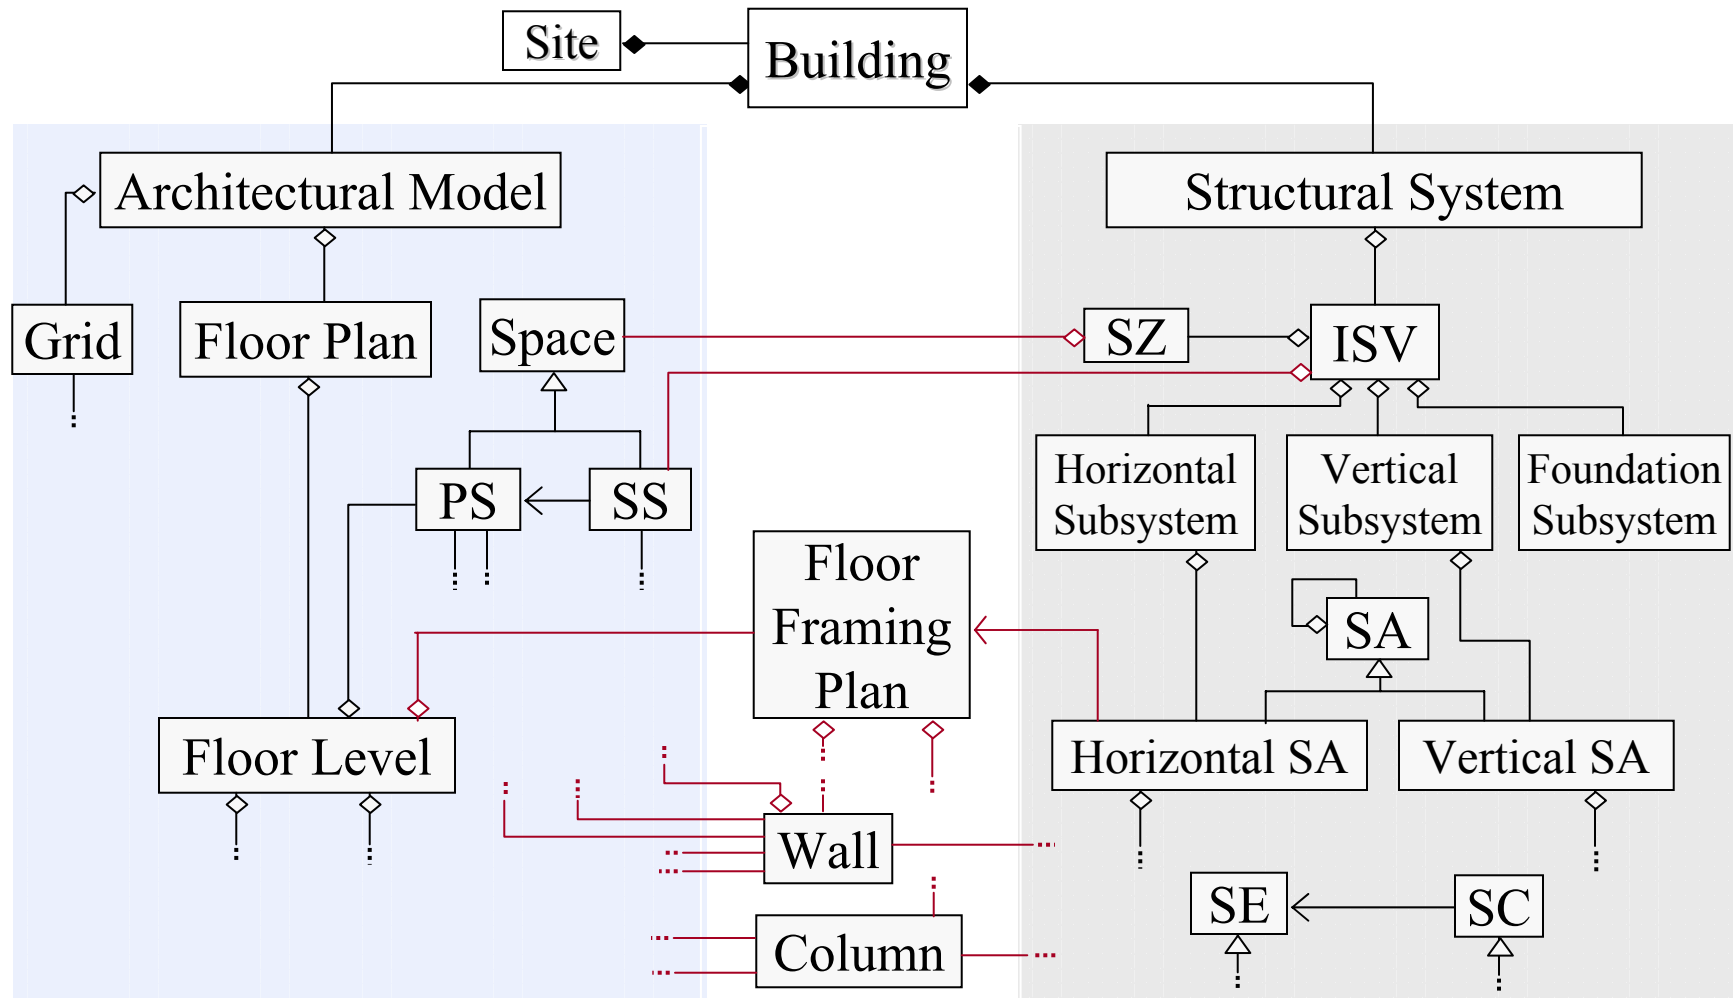 Site
Building
Architectural Model
Structural System
Grid
Floor Plan
Space
SZ
ISV
PS
SS
Horizontal
Subsystem
Vertical
Subsystem
Foundation
Subsystem
Floor
Framing
Plan
SA
Floor Level
Horizontal SA
Vertical SA
Wall
SE
SC
Column